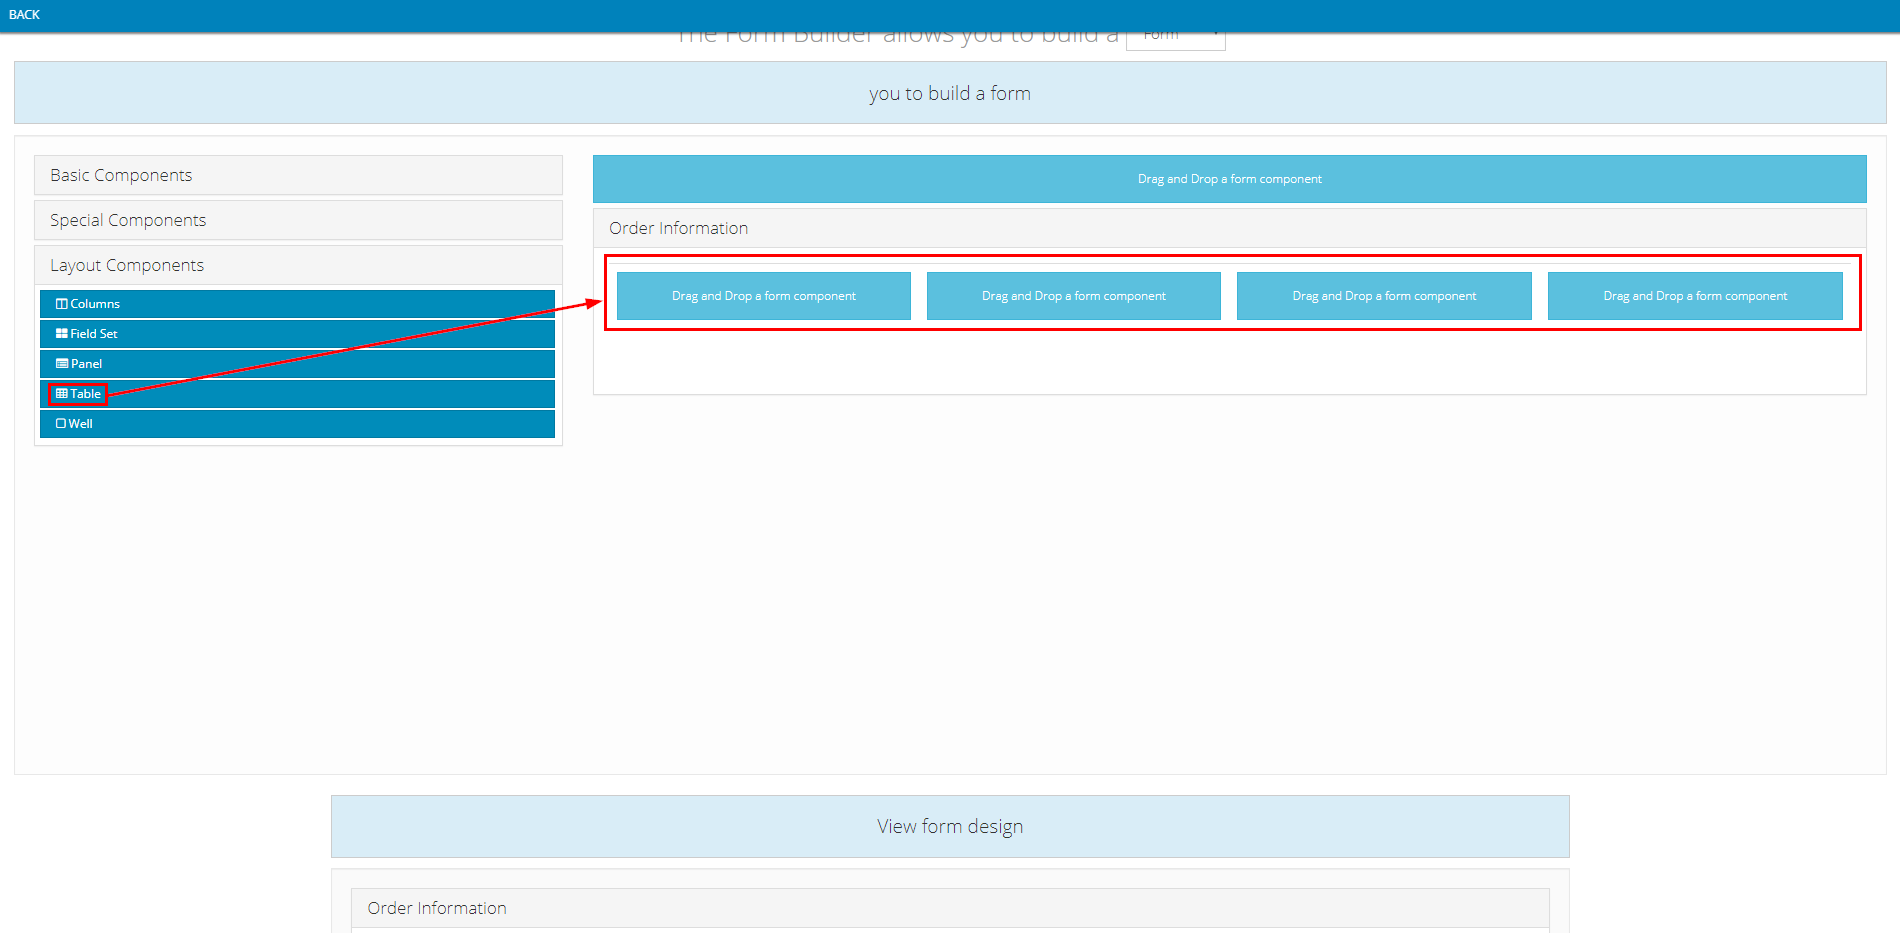 BACK
The Form Builder allows you to build a Form
you to build a form
Basic Components
Special Components
Layout Components
Columns
Field Set
Panel
Table
Well
Drag and Drop a form component
Order Information
Drag and Drop a form component
Drag and Drop a form component
Drag and Drop a form component
Drag and Drop a form component
View form design
Order Information